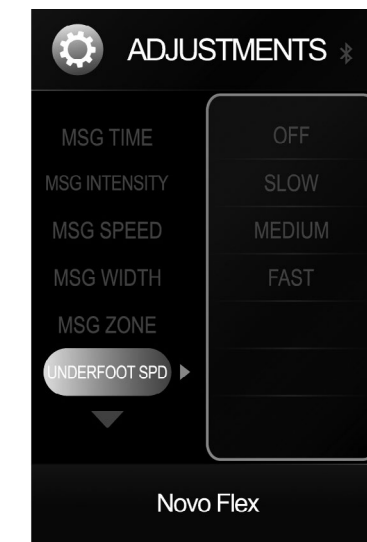 ADJUSTMENTS
MSG TIME
MSG INTENSITY
MSG SPEED
MSG WIDTH
MSG ZONE
UNDERFOOT SPD
OFF
SLOW
MEDIUM
FAST
Novo Flex